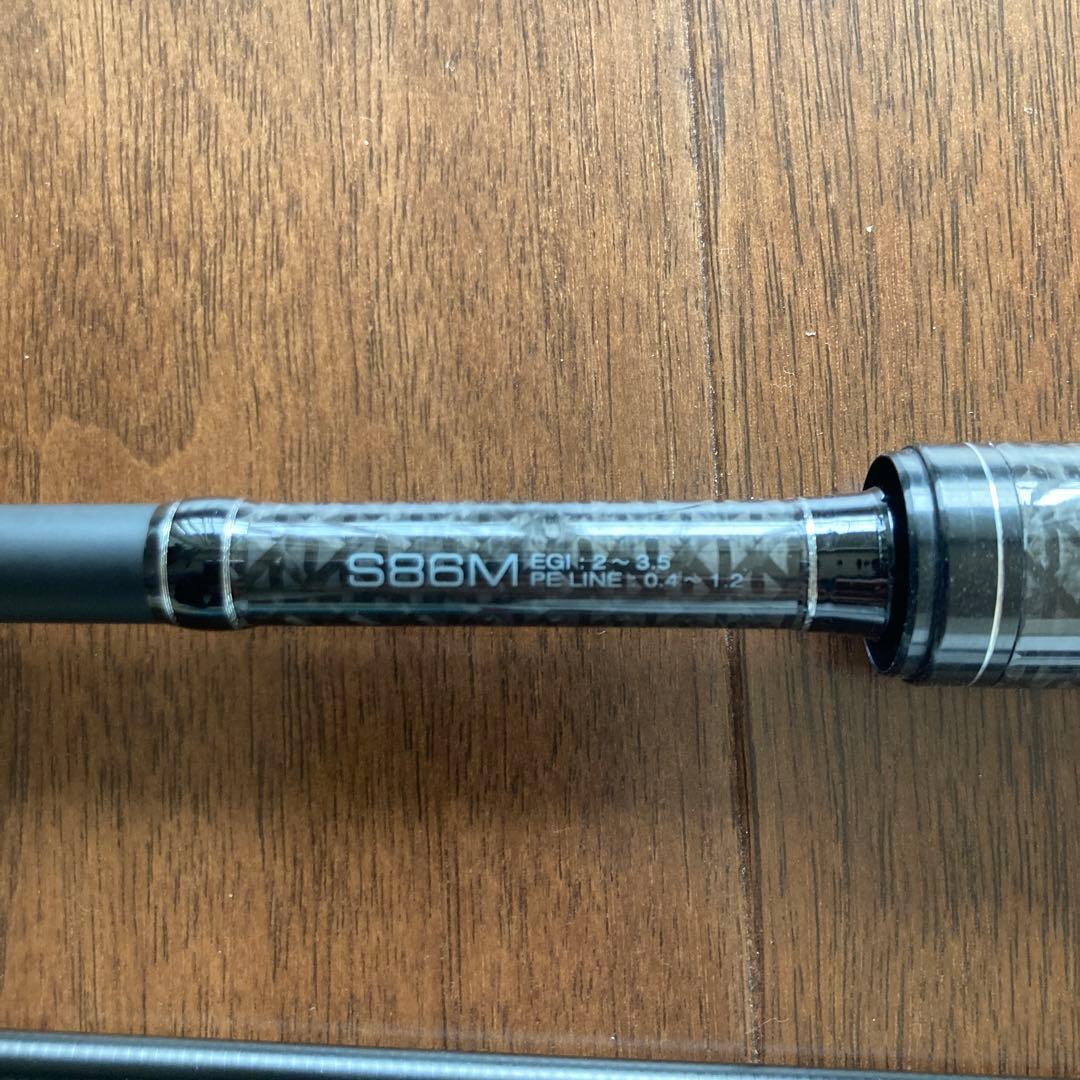 S86M
EGI : 2～3.5
PE LINE : 0.4～1.2